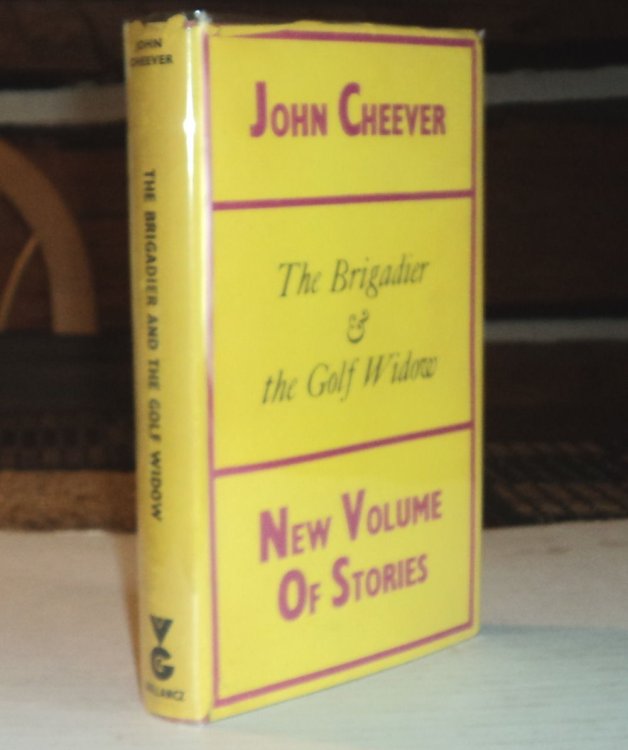 JOHN
CHEEVER
THE BRIGADIER AND THE GOLF WIDOW
VG
GOLLANCZ
JOHN CHEEVER
The Brigadier
&
the Golf Widow
NEW VOLUME
OF STORIES